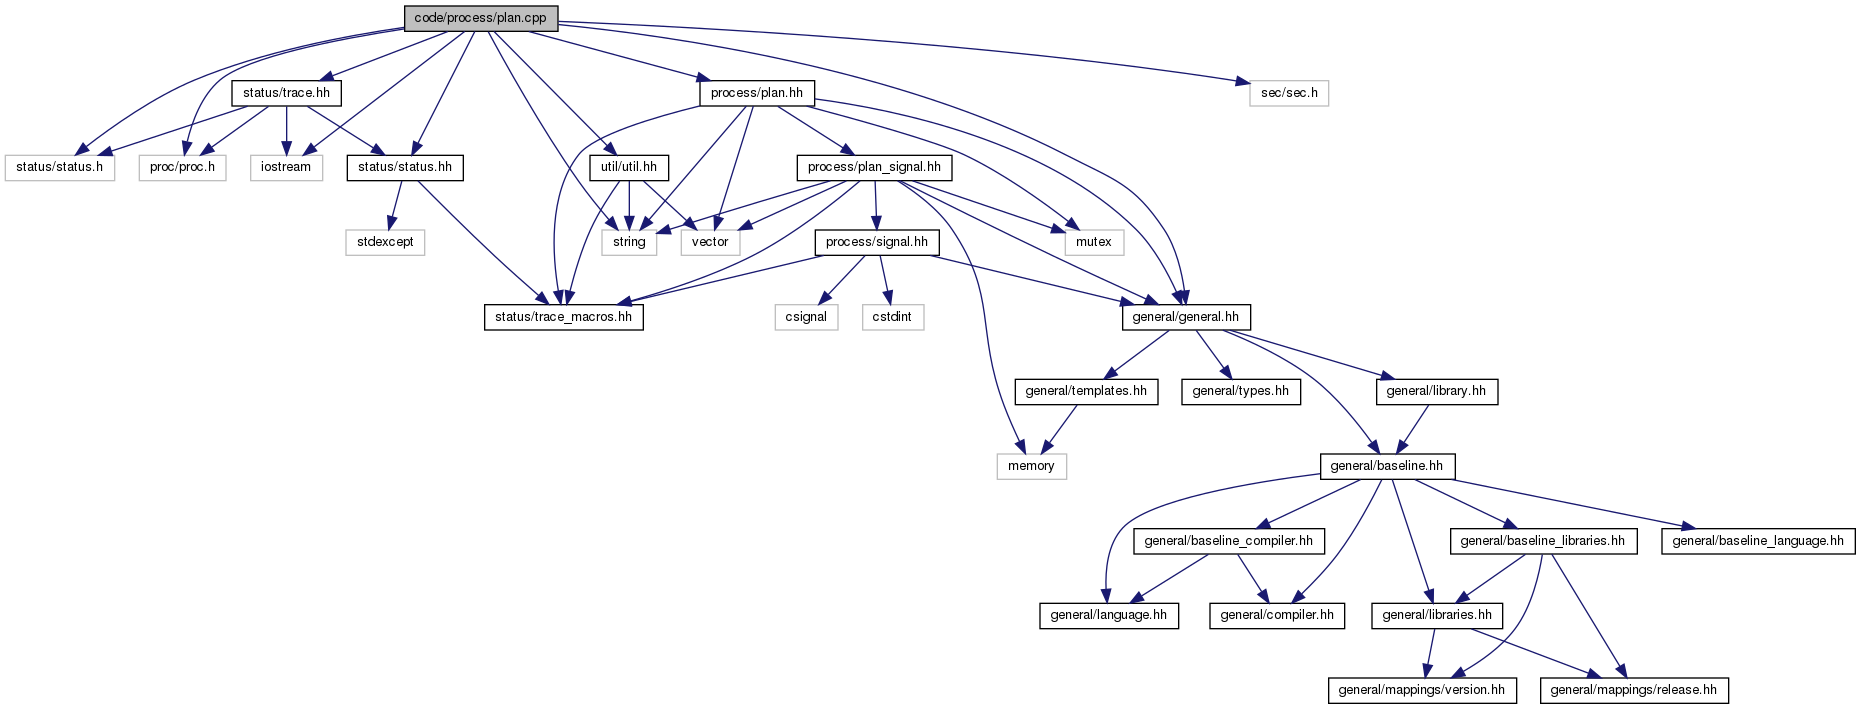 code/process/plan.cpp
status/trace.hh
process/plan.hh
sec/sec.h
status/status.h
proc/proc.h
iostream
status/status.hh
util/util.hh
process/plan_signal.hh
stdexcept
string
vector
process/signal.hh
mutex
status/trace_macros.hh
csignal
cstdint
general/general.hh
general/templates.hh
general/types.hh
general/library.hh
memory
general/baseline.hh
general/baseline_compiler.hh
general/baseline_libraries.hh
general/baseline_language.hh
general/language.hh
general/compiler.hh
general/libraries.hh
general/mappings/version.hh
general/mappings/release.hh